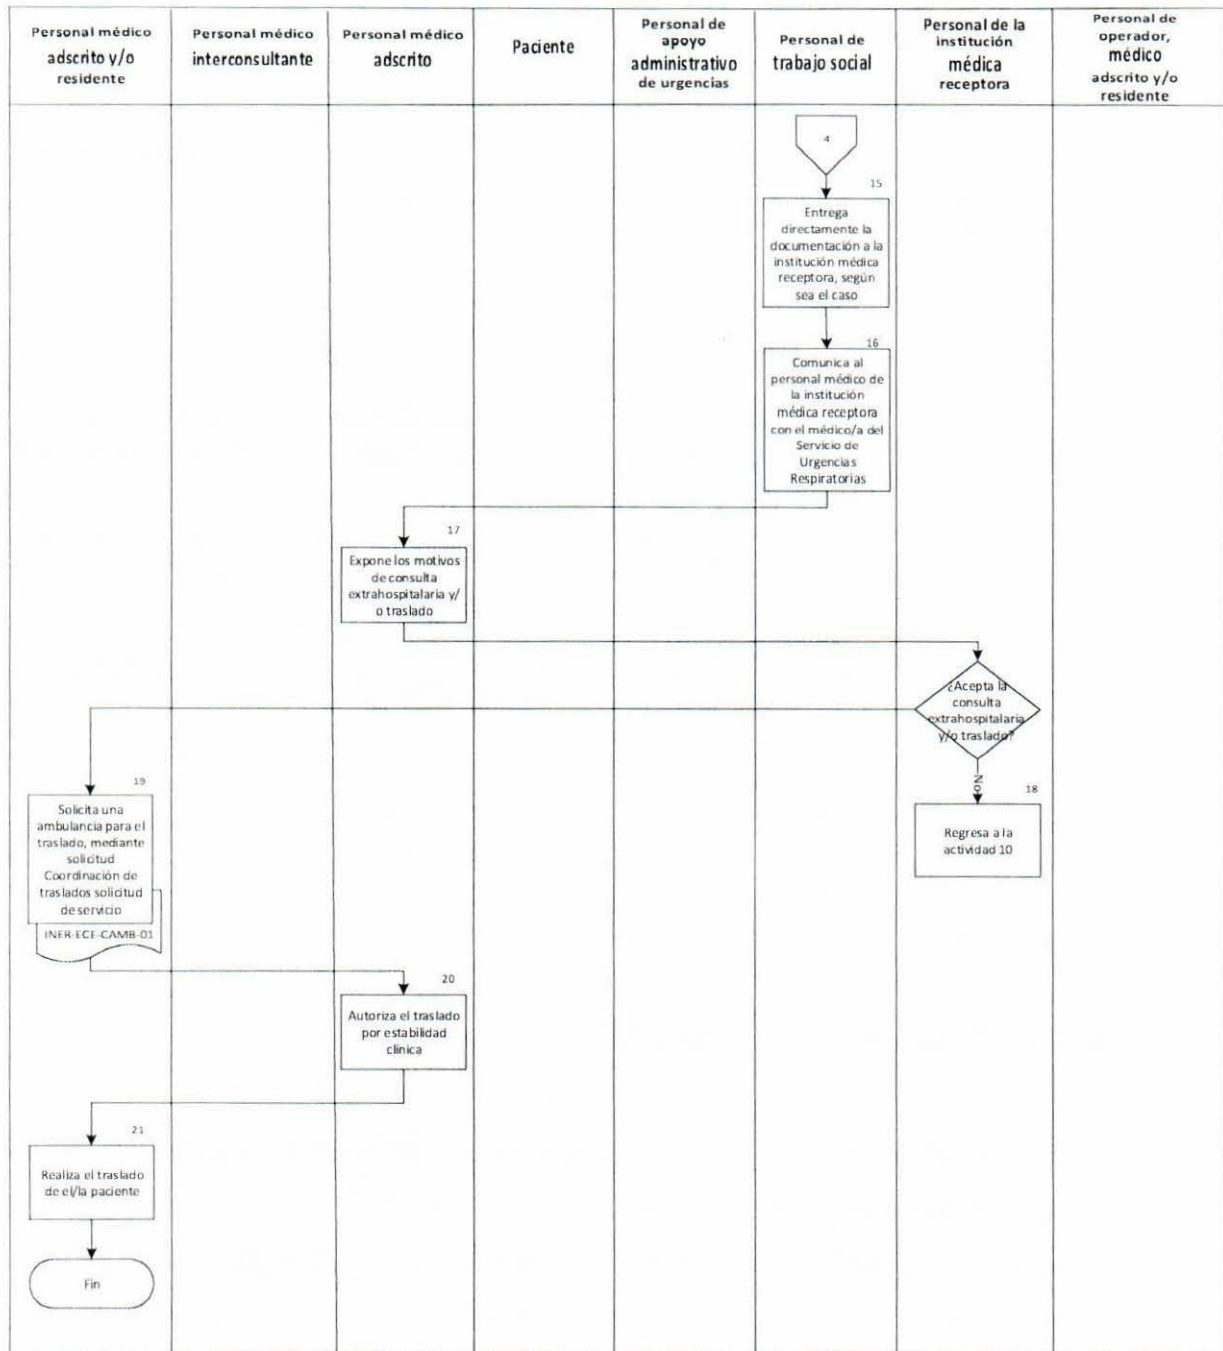 Personal médico
adscrito y/o
residente
Personal médico
interconsultante
Personal médico
adscrito
Paciente
Personal de
apoyo
administrativo
de urgencias
Personal de
trabajo social
Personal de la
institución
médica
receptora
Personal de
operador,
médico
adscrito y/o
residente
4
15
Entrega
directamente la
documentación a la
institución médica
receptora, según
sea el caso
16
Comunica al
personal médico de
la institución
médica receptora
con el médico/a del
Servicio de
Urgencias
Respiratorias
17
Expone los motivos
de consulta
extrahospitalaria y/
o traslado
¿Acepta la
consulta
extrahospitalaria
y/o traslado?
No
18
Regresa a la
actividad 10
19
Solicita una
ambulancia para el
traslado, mediante
solicitud
Coordinación de
traslados solicitud
de servicio
INER-ECE-CAMB-01
20
Autoriza el traslado
por estabilidad
clínica
21
Realiza el traslado
de el/la paciente
Fin